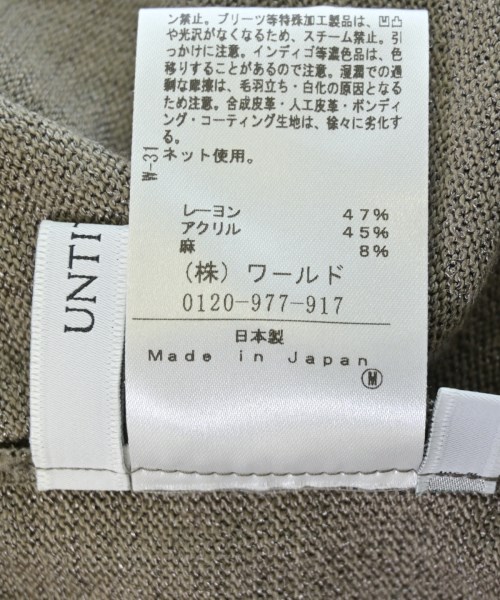 ン禁止。プリーツ等特殊加工製品は、凹凸
や光沢がなくなるため、スチーム禁止。引
っかけに注意。インディゴ等濃色品は、色
移りすることがあるので注意。湿潤での過
剰な摩擦は、毛羽立ち・白化の原因となる
ため注意。合成皮革・人工皮革・ボンディ
ング・コーティング生地は、徐々に劣化す
る。
ネット使用。
W-31
レーヨン 47%
アクリル 45%
麻 8%
(株) ワールド
0120-977-917
日本製
Made in Japan
M
UNTI